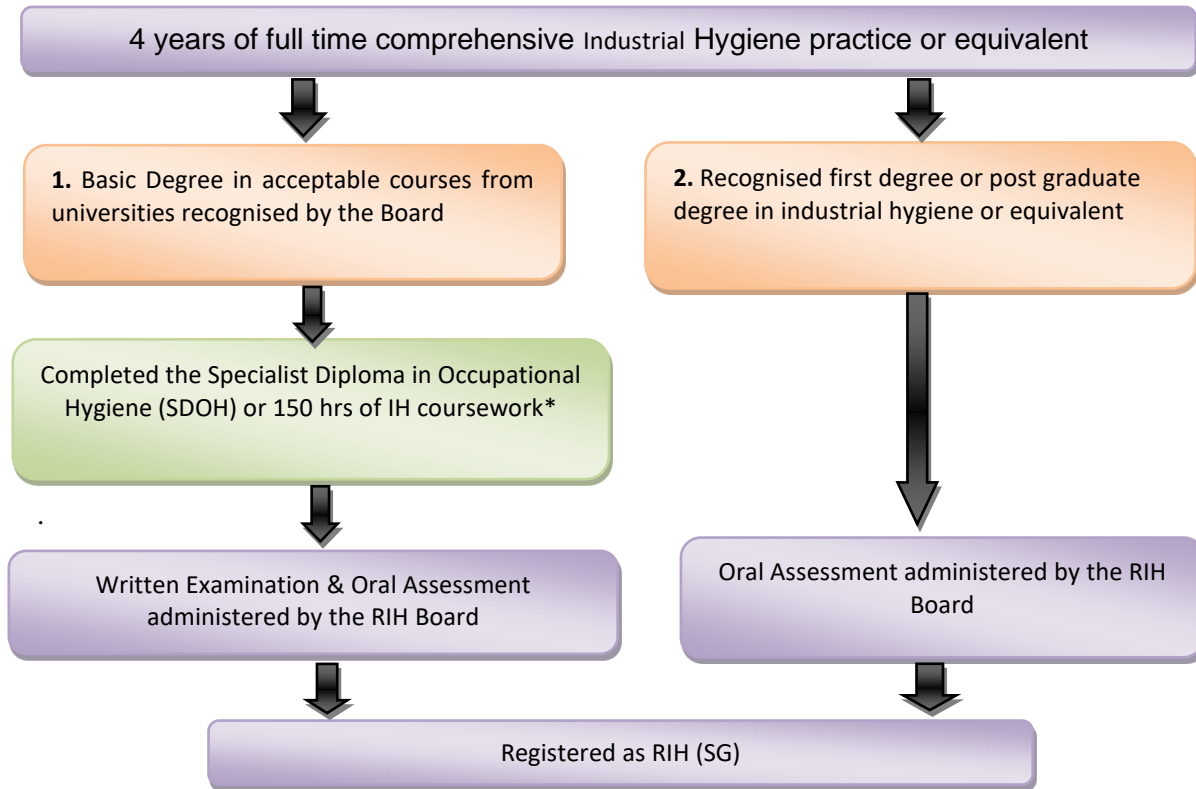 4 years of full time comprehensive Industrial Hygiene practice or equivalent
1. Basic Degree in acceptable courses from
universities recognised by the Board
2. Recognised first degree or post graduate
degree in industrial hygiene or equivalent
Completed the Specialist Diploma in Occupational
Hygiene (SDOH) or 150 hrs of IH coursework*
.
Written Examination & Oral Assessment
administered by the RIH Board
Oral Assessment administered by the RIH
Board
Registered as RIH (SG)